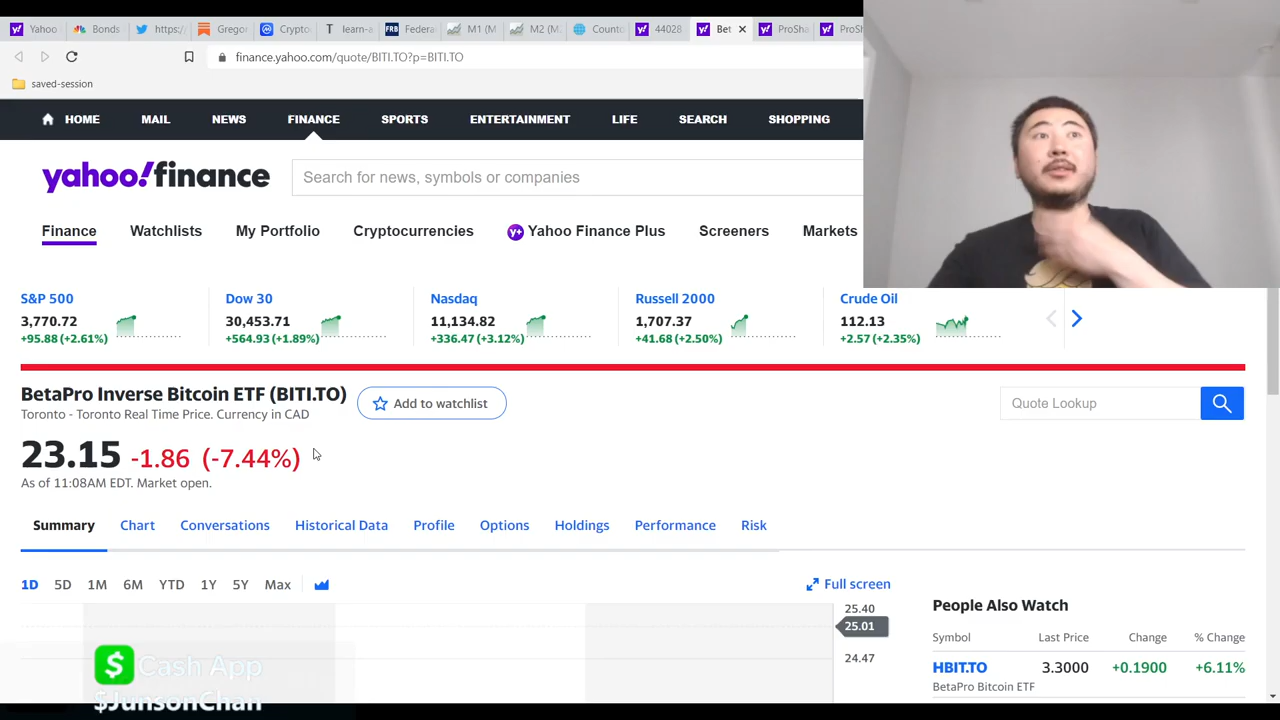 Yahoo Bonds https: Gregor Crypto learn-a Federa M1 (M M2 (M Counto 44028 Bet ProSha ProSh
finance.yahoo.com/quote/BITI.TO?p=BITI.TO
saved-session
HOME MAIL NEWS FINANCE SPORTS ENTERTAINMENT LIFE SEARCH SHOPPING
yahoo!finance
Search for news, symbols or companies
Finance Watchlists My Portfolio Cryptocurrencies Y+ Yahoo Finance Plus Screeners Markets
S&P 500 Dow 30 Nasdaq Russell 2000 Crude Oil
3,770.72 30,453.71 11,134.82 1,707.37 112.13
+95.88 (+2.61%) +564.93 (+1.89%) +336.47 (+3.12%) +41.68 (+2.50%) +2.57 (+2.35%)
BetaPro Inverse Bitcoin ETF (BITI.TO) Add to watchlist Quote Lookup
Toronto - Toronto Real Time Price. Currency in CAD
23.15 -1.86 (-7.44%)
As of 11:08AM EDT. Market open.
Summary Chart Conversations Historical Data Profile Options Holdings Performance Risk
1D 5D 1M 6M YTD 1Y 5Y Max Full screen
25.40
25.01
24.47
People Also Watch
Symbol Last Price Change % Change
HBIT.TO 3.3000 +0.1900 +6.11%
BetaPro Bitcoin ETF
$ Cash App
$JunsonChan